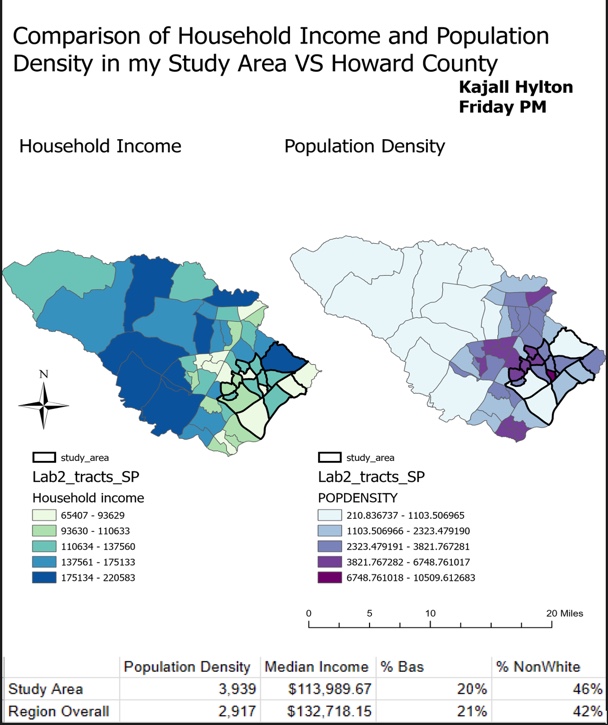 Comparison of Household Income and Population
Density in my Study Area VS Howard County
Kajall Hylton
Friday PM
Household Income
Population Density
N
study_area
Lab2_tracts_SP
Household income
65407 - 93629
93630 - 110633
110634 - 137560
137561 - 175133
175134 - 220583
study_area
Lab2_tracts_SP
POPDENSITY
210.836737 - 1103.506965
1103.506966 - 2323.479190
2323.479191 - 3821.767281
3821.767282 - 6748.761017
6748.761018 - 10509.612683
0 5 10 20 Miles
Population Density Median Income % Bas % NonWhite
Study Area 3,939 $113,989.67 20% 46%
Region Overall 2,917 $132,718.15 21% 42%